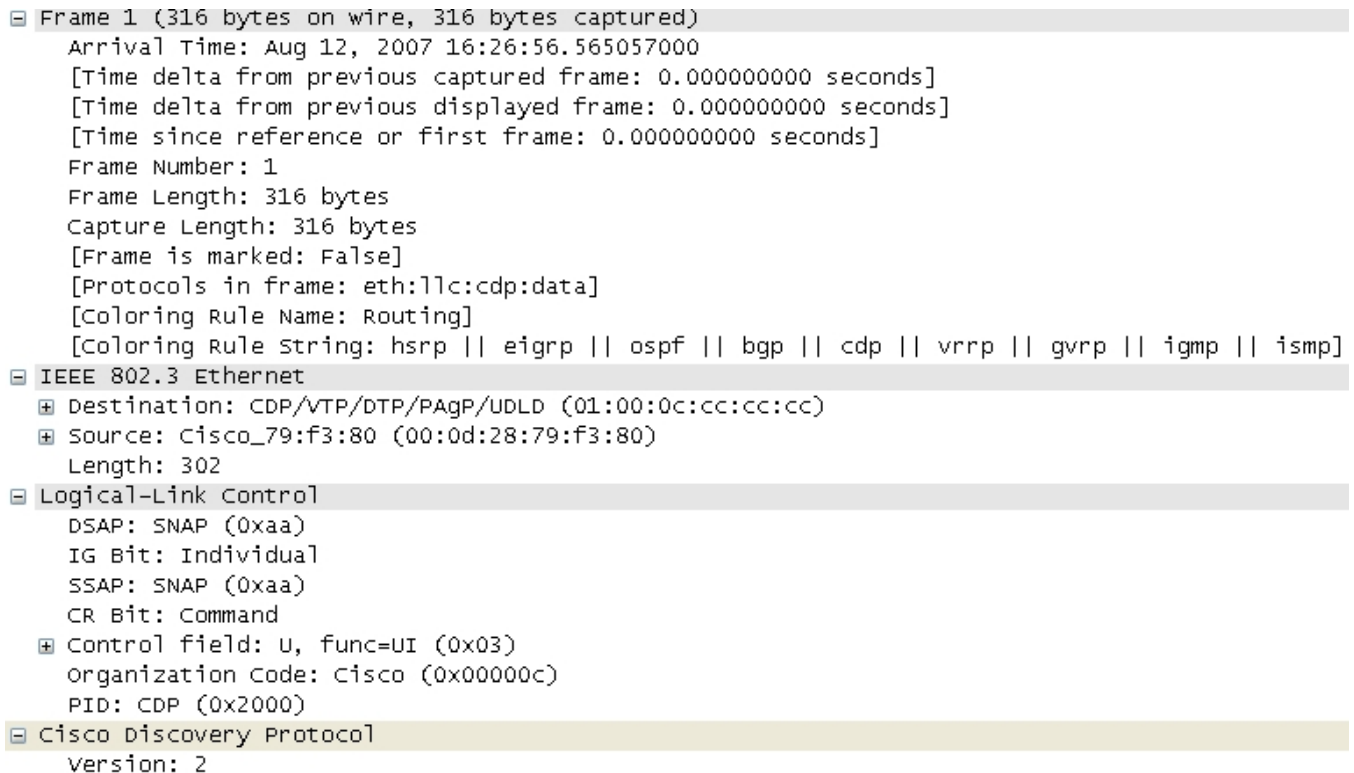 Frame 1 (316 bytes on wire, 316 bytes captured)
Arrival Time: Aug 12, 2007 16:26:56.565057000
[Time delta from previous captured frame: 0.000000000 seconds]
[Time delta from previous displayed frame: 0.000000000 seconds]
[Time since reference or first frame: 0.000000000 seconds]
Frame Number: 1
Frame Length: 316 bytes
Capture Length: 316 bytes
[Frame is marked: False]
[Protocols in frame: eth:llc:cdp:data]
[Coloring Rule Name: Routing]
[Coloring Rule String: hsrp || eigrp || ospf || bgp || cdp || vrrp || gvrp || igmp || ismp]
IEEE 802.3 Ethernet
Destination: CDP/VTP/DTP/PAgP/UDLD (01:00:0c:cc:cc:cc)
Source: Cisco_79:f3:80 (00:0d:28:79:f3:80)
Length: 302
Logical-Link Control
DSAP: SNAP (0xaa)
IG Bit: Individual
SSAP: SNAP (0xaa)
CR Bit: Command
Control field: U, func=UI (0x03)
Organization Code: Cisco (0x00000c)
PID: CDP (0x2000)
Cisco Discovery Protocol
Version: 2